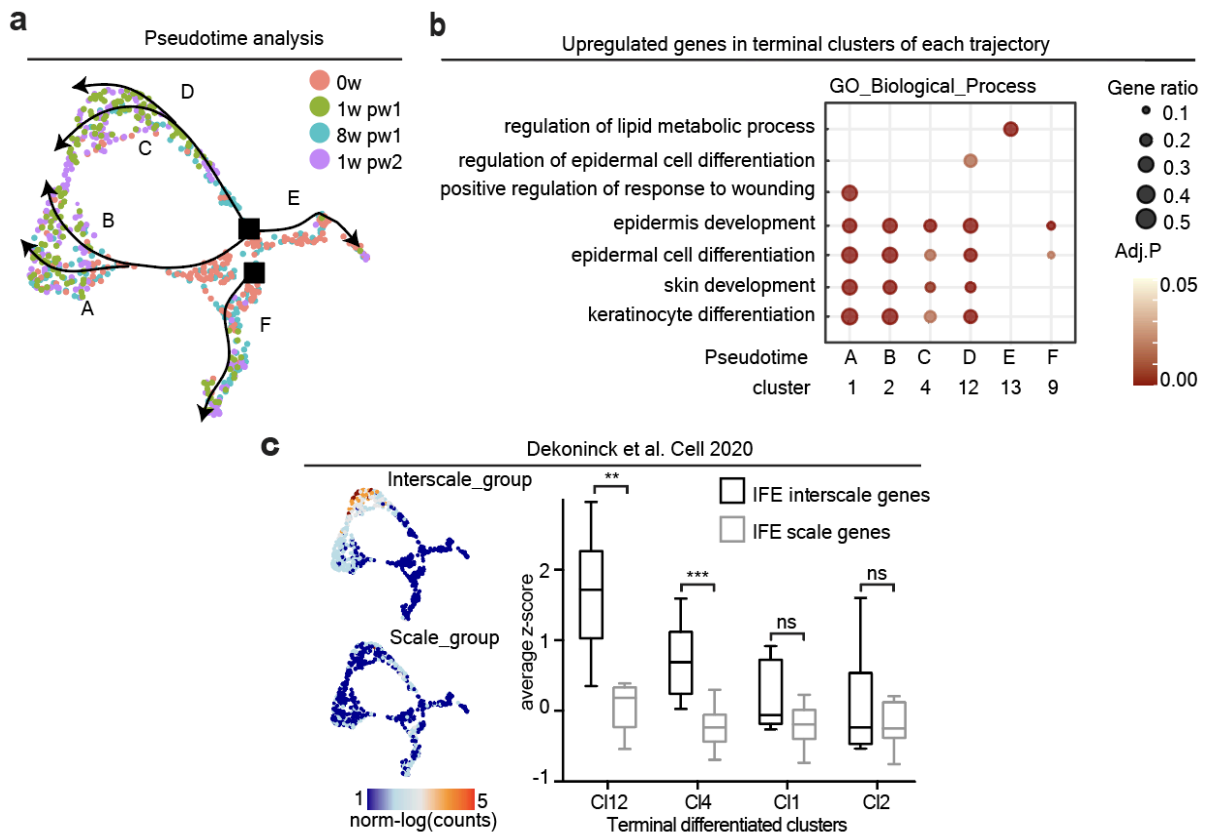 a
Pseudotime analysis
0w
1w pw1
8w pw1
1w pw2
D
C
B
E
A
F
b
Upregulated genes in terminal clusters of each trajectory
GO_Biological_Process
regulation of lipid metabolic process
regulation of epidermal cell differentiation
positive regulation of response to wounding
epidermis development
epidermal cell differentiation
skin development
keratinocyte differentiation
Pseudotime A B C D E F
cluster 1 2 4 12 13 9
Gene ratio
0.1
0.2
0.3
0.4
0.5
Adj.P
0.05
0.00
c
Dekoninck et al. Cell 2020
Interscale_group
Scale_group
1 5
norm-log(counts)
IFE interscale genes
IFE scale genes
average z-score
2
1
0
-1
**
***
ns
ns
Cl12 Cl4 Cl1 Cl2
Terminal differentiated clusters